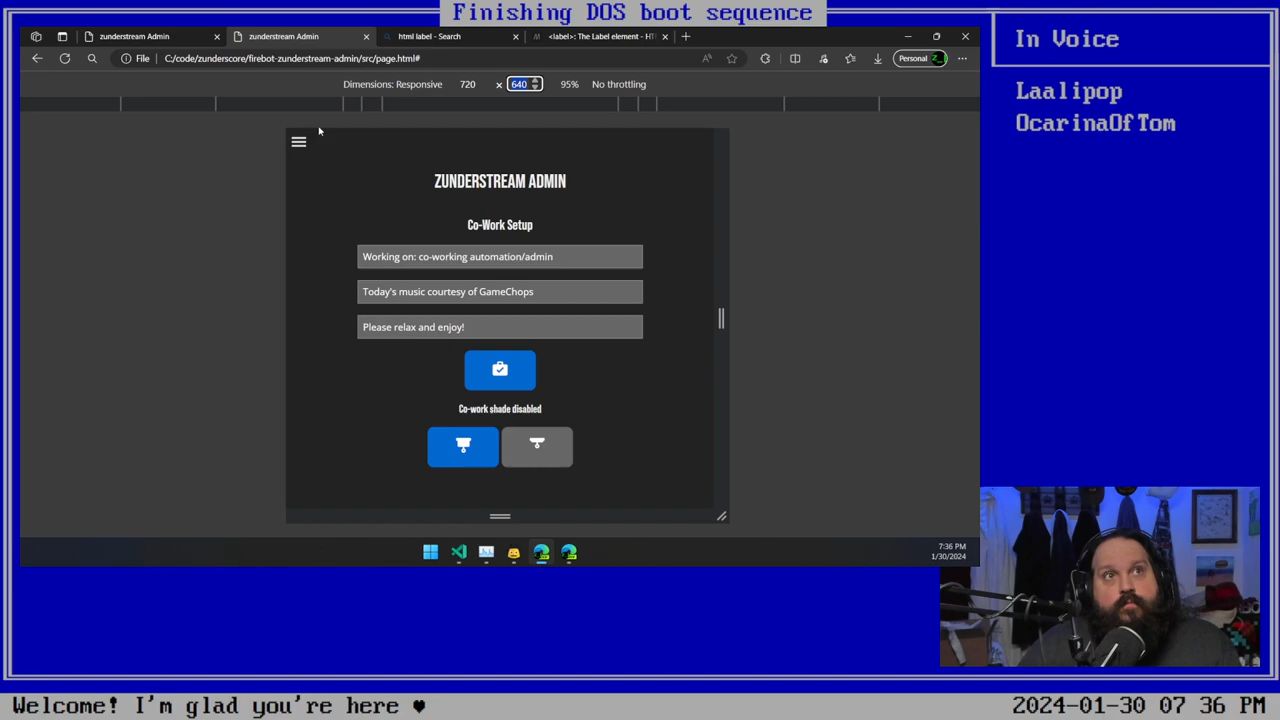 Finishing DOS boot sequence
zunderstream Admin
zunderstream Admin
html label - Search
<label>: The Label element - HT
File
C:/code/zunderscore/firebot-zunderstream-admin/src/page.html#
Personal
Dimensions: Responsive 720 × 640 95% No throttling
ZUNDERSTREAM ADMIN
Co-Work Setup
Working on: co-working automation/admin
Today's music courtesy of GameChops
Please relax and enjoy!
Co-work shade disabled
7:36 PM
1/30/2024
In Voice
Laalipop
OcarinaOfTom
Welcome! I'm glad you're here ♥
2024-01-30 07 36 PM